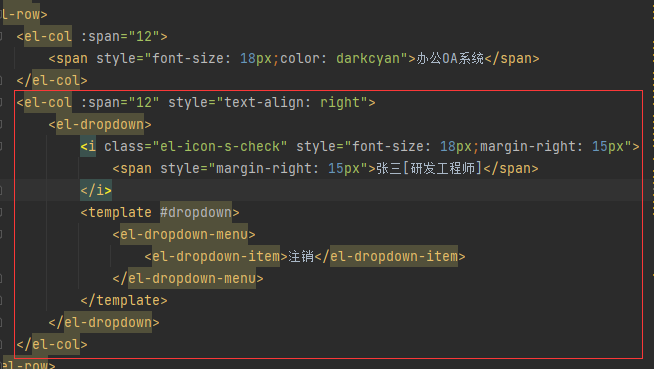 el-row>
<el-col :span="12">
<span style="font-size: 18px;color: darkcyan">办公OA系统</span>
</el-col>
<el-col :span="12" style="text-align: right">
<el-dropdown>
<i class="el-icon-s-check" style="font-size: 18px;margin-right: 15px">
<span style="margin-right: 15px">张三[研发工程师]</span>
</i>
<template #dropdown>
<el-dropdown-menu>
<el-dropdown-item>注销</el-dropdown-item>
</el-dropdown-menu>
</template>
</el-dropdown>
</el-col>
el-row>